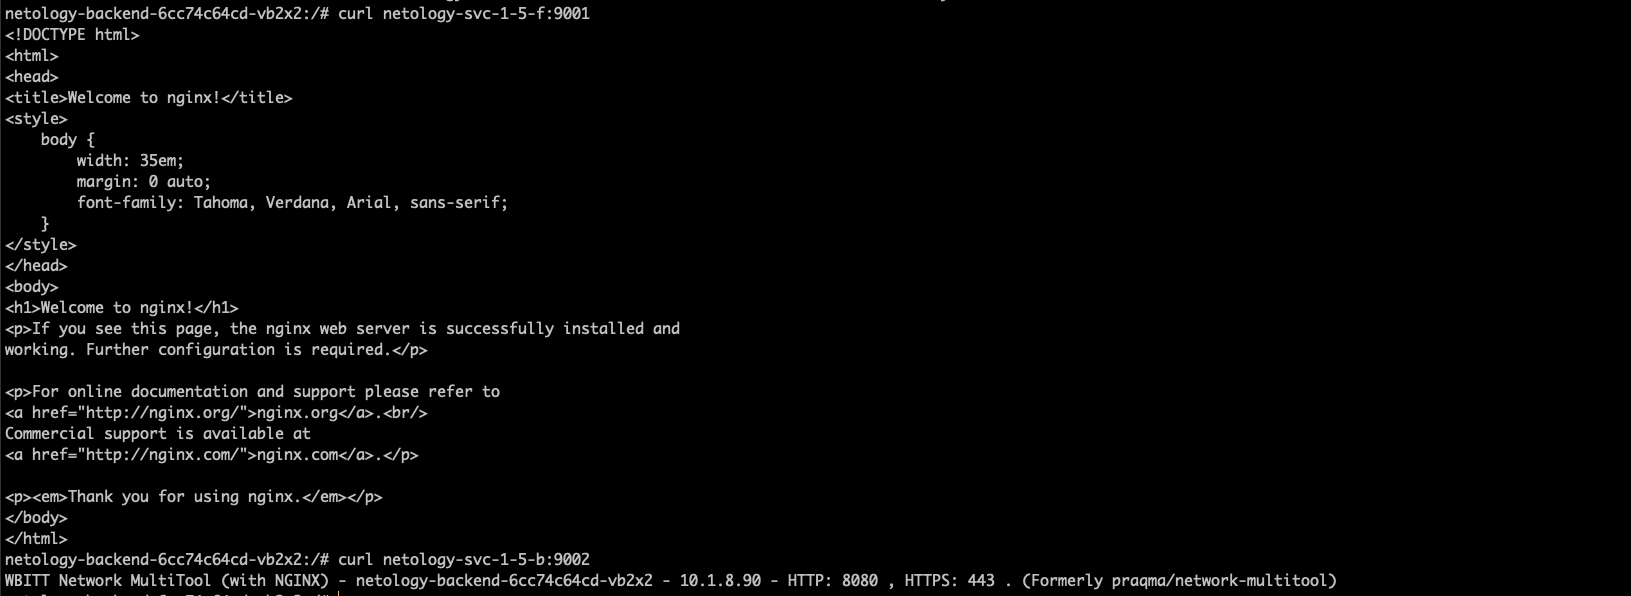 netology-backend-6cc74c64cd-vb2x2:/# curl netology-svc-1-5-f:9001
<!DOCTYPE html>
<html>
<head>
<title>Welcome to nginx!</title>
<style>
    body {
        width: 35em;
        margin: 0 auto;
        font-family: Tahoma, Verdana, Arial, sans-serif;
    }
</style>
</head>
<body>
<h1>Welcome to nginx!</h1>
<p>If you see this page, the nginx web server is successfully installed and
working. Further configuration is required.</p>

<p>For online documentation and support please refer to
<a href="http://nginx.org/">nginx.org</a>.<br/>
Commercial support is available at
<a href="http://nginx.com/">nginx.com</a>.</p>

<p><em>Thank you for using nginx.</em></p>
</body>
</html>
netology-backend-6cc74c64cd-vb2x2:/# curl netology-svc-1-5-b:9002
WBITT Network MultiTool (with NGINX) - netology-backend-6cc74c64cd-vb2x2 - 10.1.8.90 - HTTP: 8080 , HTTPS: 443 . (Formerly praqma/network-multitool)